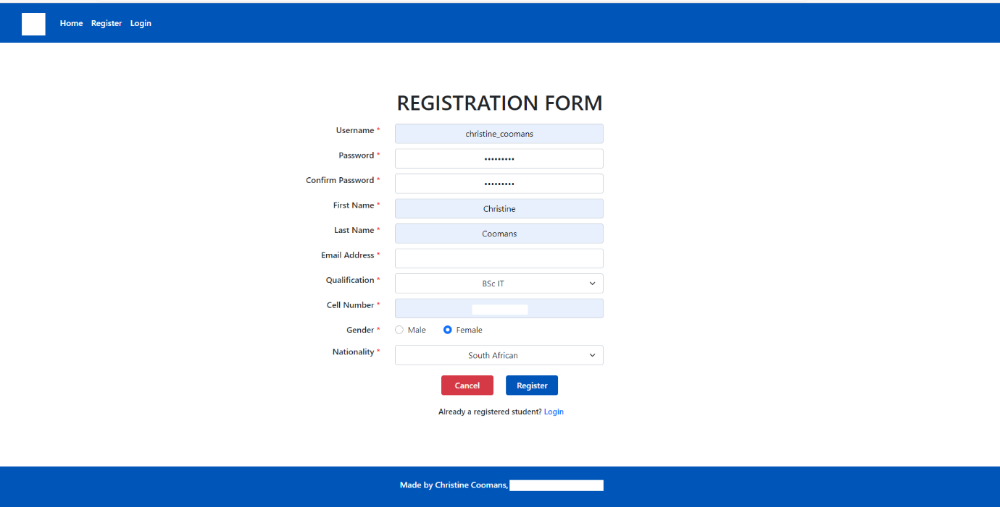 Home Register Login
REGISTRATION FORM
Username * christine_coomans
Password * •••••••••
Confirm Password * •••••••••
First Name * Christine
Last Name * Coomans
Email Address *
Qualification * BSc IT
Cell Number *
Gender * Male Female
Nationality * South African
Cancel Register
Already a registered student? Login
Made by Christine Coomans,